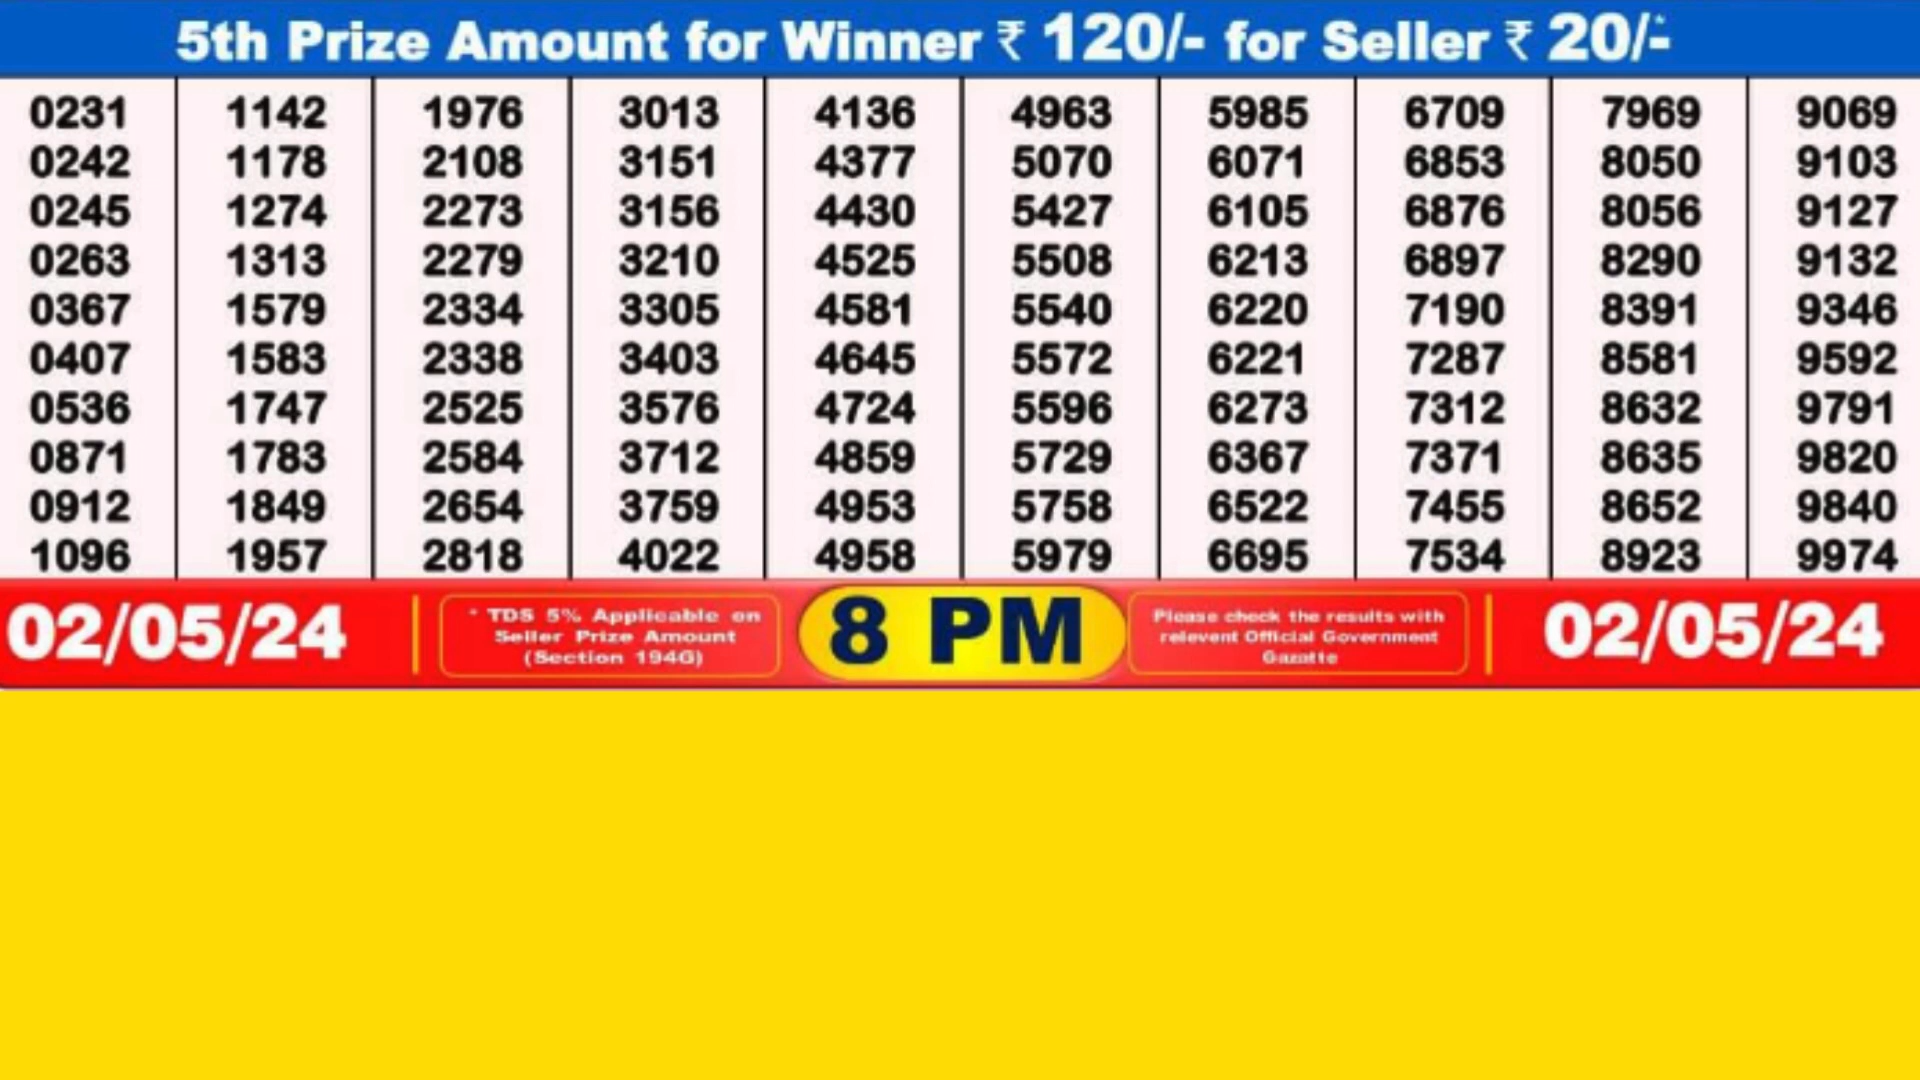 5th Prize Amount for Winner ₹ 120/- for Seller ₹ 20/-*
0231 1142 1976 3013 4136 4963 5985 6709 7969 9069
0242 1178 2108 3151 4377 5070 6071 6853 8050 9103
0245 1274 2273 3156 4430 5427 6105 6876 8056 9127
0263 1313 2279 3210 4525 5508 6213 6897 8290 9132
0367 1579 2334 3305 4581 5540 6220 7190 8391 9346
0407 1583 2338 3403 4645 5572 6221 7287 8581 9592
0536 1747 2525 3576 4724 5596 6273 7312 8632 9791
0871 1783 2584 3712 4859 5729 6367 7371 8635 9820
0912 1849 2654 3759 4953 5758 6522 7455 8652 9840
1096 1957 2818 4022 4958 5979 6695 7534 8923 9974
02/05/24
* TDS 5% Applicable on
Seller Prize Amount
(Section 194G)
8 PM
Please check the results with
relevent Official Government
Gazatte
02/05/24